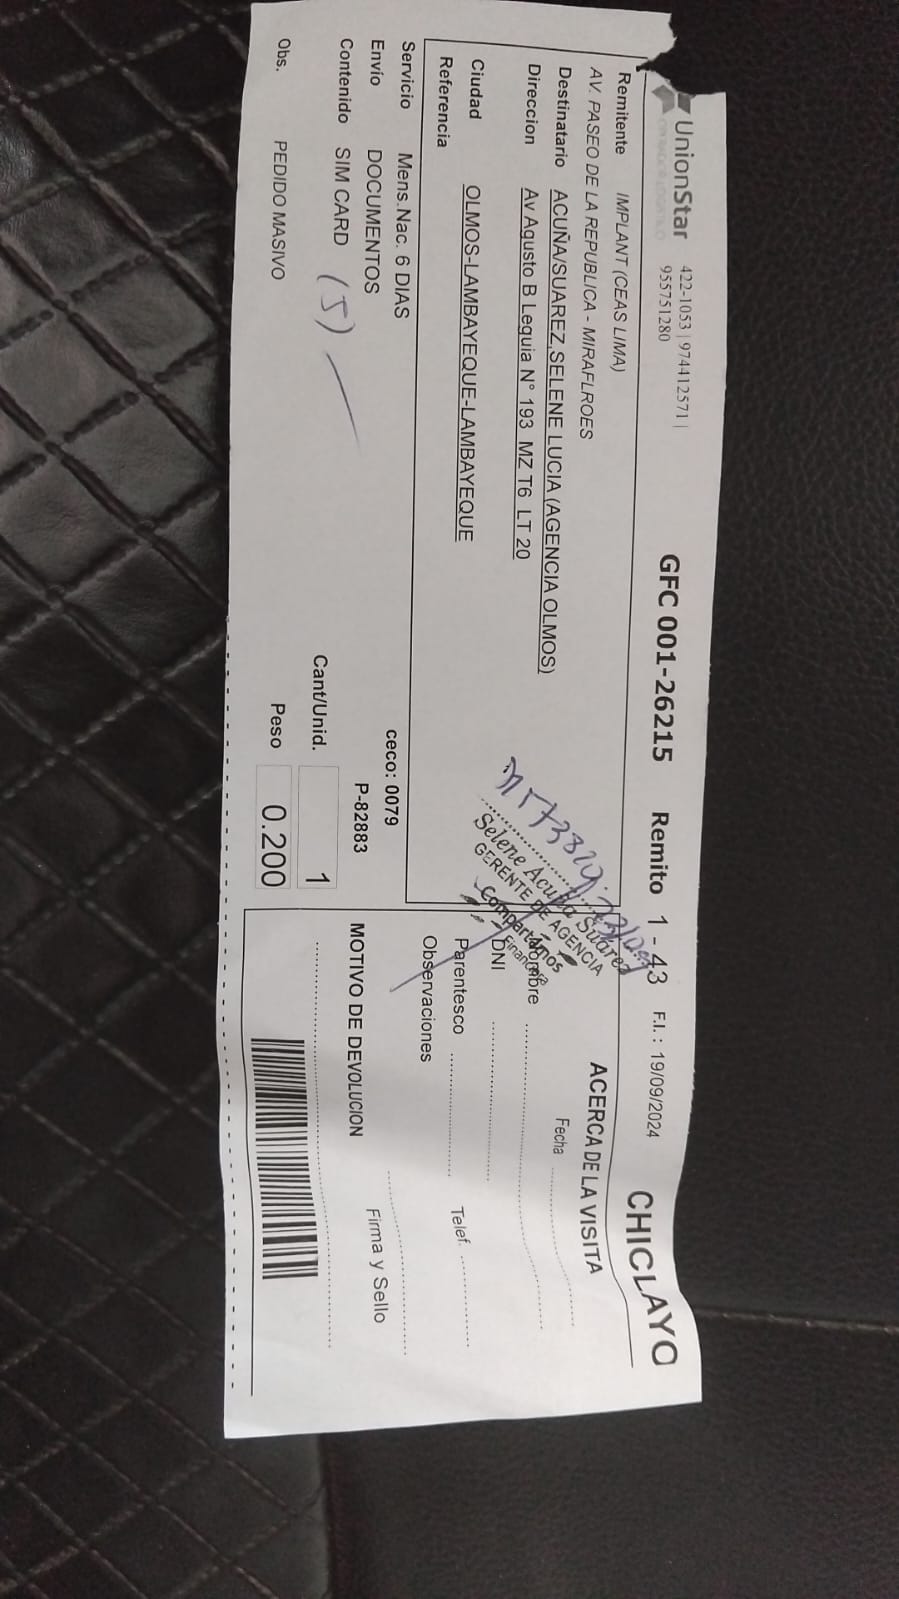 UnionStar 422-1053 | 974412571 |
955751280
GFC 001-26215 Remito 1 - 43 F.I. : 19/09/2024 CHICLAYO
Remitente IMPLANT (CEAS LIMA)
AV. PASEO DE LA REPUBLICA - MIRAFLROES
Destinatario ACUÑA/SUAREZ,SELENE LUCIA (AGENCIA OLMOS)
Direccion Av Agusto B Leguia N° 193 MZ T6 LT 20
Ciudad OLMOS-LAMBAYEQUE-LAMBAYEQUE
Referencia
Servicio Mens.Nac. 6 DIAS
Envio DOCUMENTOS
Contenido SIM CARD (5)
Obs. PEDIDO MASIVO
ceco: 0079
P-82883
Cant/Unid. 1
Peso 0.200
Selene Acuña Suárez
GERENTE DE AGENCIA
Compartamos
Financiera
ACERCA DE LA VISITA
Fecha
Nombre
DNI
Parentesco Telef.
Observaciones
MOTIVO DE DEVOLUCION Firma y Sello